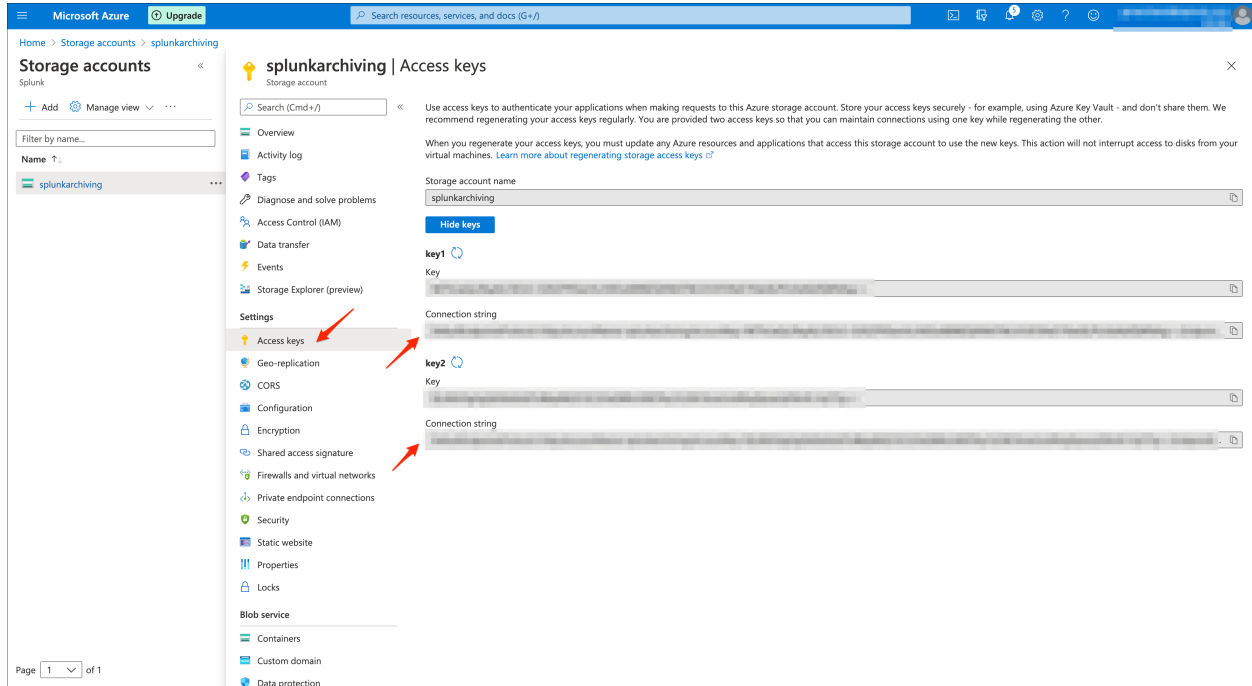 Microsoft Azure
Upgrade
Search resources, services, and docs (G+/)
5
Home > Storage accounts > splunkarchiving
Storage accounts
Splunk
Add
Manage view
Filter by name...
Name
splunkarchiving
Page 1 of 1
splunkarchiving | Access keys
Storage account
Search (Cmd+/)
Overview
Activity log
Tags
Diagnose and solve problems
Access Control (IAM)
Data transfer
Events
Storage Explorer (preview)
Settings
Access keys
Geo-replication
CORS
Configuration
Encryption
Shared access signature
Firewalls and virtual networks
Private endpoint connections
Security
Static website
Properties
Locks
Blob service
Containers
Custom domain
Data protection
Use access keys to authenticate your applications when making requests to this Azure storage account. Store your access keys securely - for example, using Azure Key Vault - and don't share them. We
recommend regenerating your access keys regularly. You are provided two access keys so that you can maintain connections using one key while regenerating the other.
When you regenerate your access keys, you must update any Azure resources and applications that access this storage account to use the new keys. This action will not interrupt access to disks from your
virtual machines. Learn more about regenerating storage access keys
Storage account name
splunkarchiving
Hide keys
key1
Key
Connection string
key2
Key
Connection string